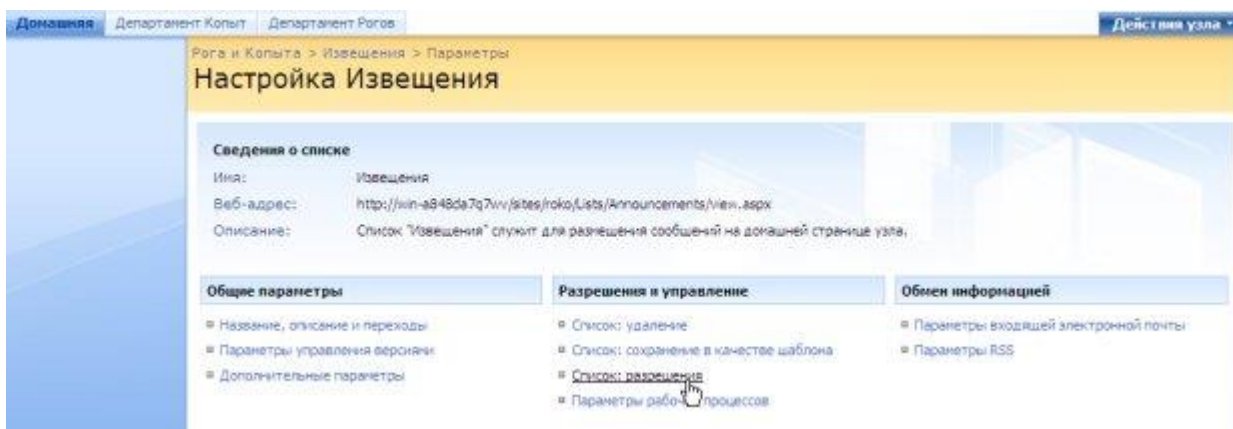 Домашняя Департамент Копыт Департамент Рогов Действия узла
Рога и Копыта > Извещения > Параметры
Настройка Извещения
Сведения о списке
Имя: Извещения
Веб-адрес: http://win-a848da7q7wv/sites/roko/Lists/Announcements/view.aspx
Описание: Список "Извещения" служит для размещения сообщений на домашней странице узла.
Общие параметры Разрешения и управление Обмен информацией
Название, описание и переходы Список: удаление Параметры входящей электронной почты
Параметры управления версиями Список: сохранение в качестве шаблона Параметры RSS
Дополнительные параметры Список: разрешения
Параметры рабочих процессов